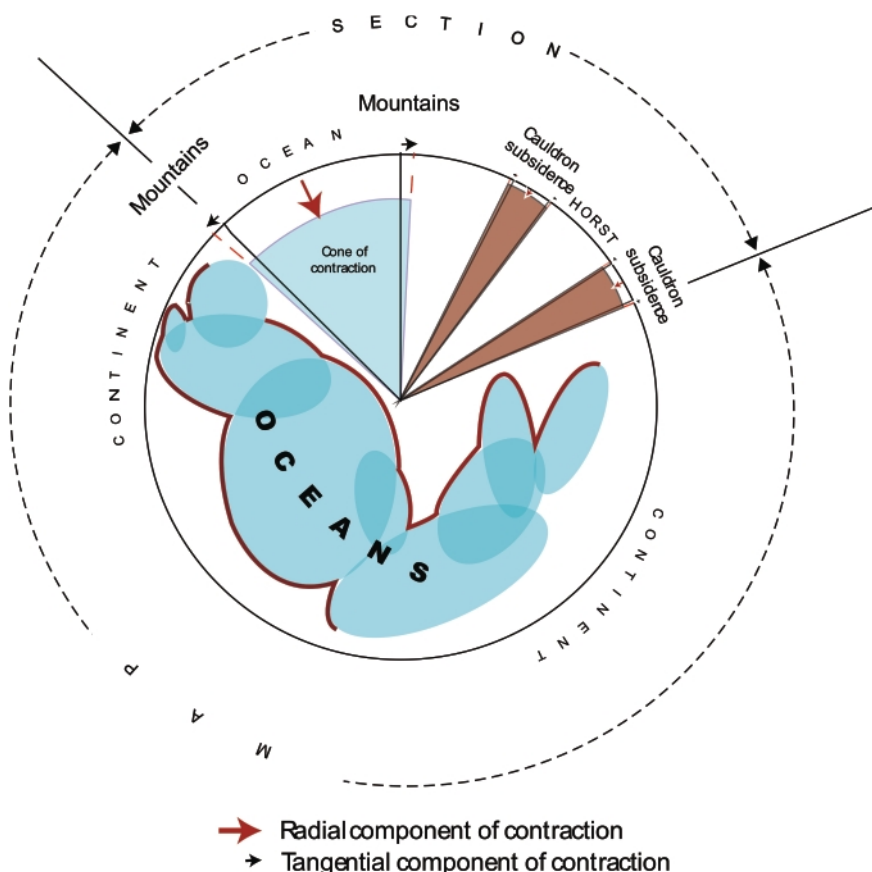 SECTION
Mountains
Mountains
OCEAN
Cauldron
subsidence
HORST
Cauldron
subsidence
Cone of
contraction
CONTINENT
OCEANS
CONTINENT
MAP
Radial component of contraction
Tangential component of contraction